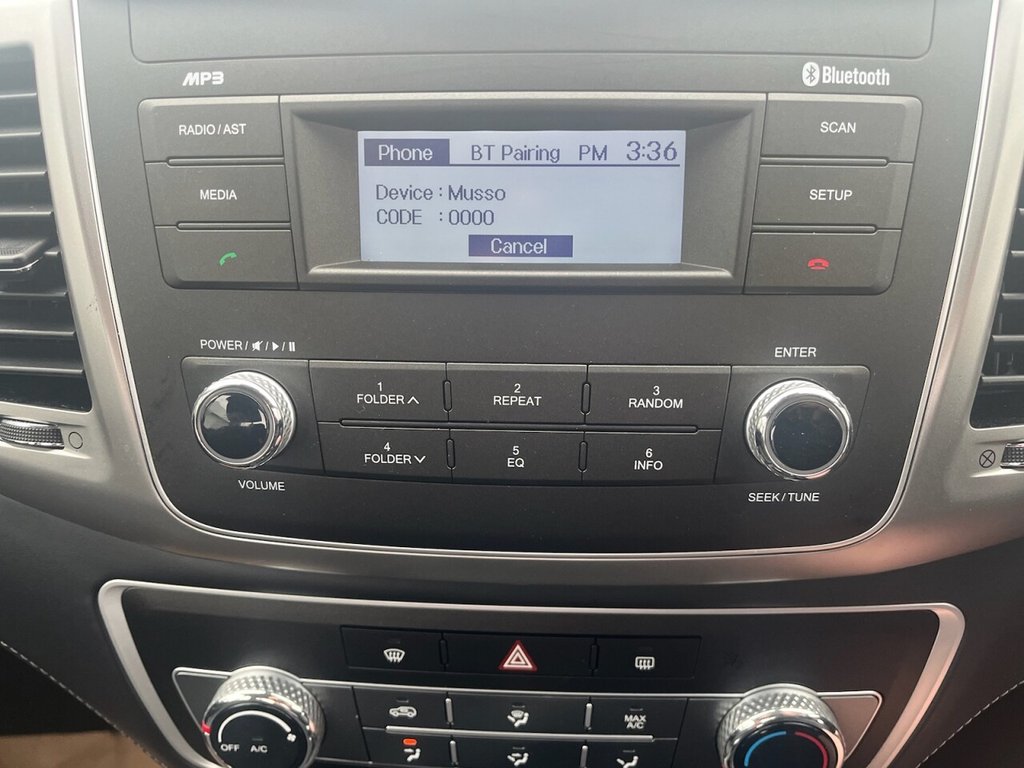 MP3
Bluetooth
RADIO / AST
SCAN
Phone BT Pairing PM 3:36
MEDIA
SETUP
Device : Musso
CODE : 0000
Cancel
POWER /
ENTER
1
FOLDER
2
REPEAT
3
RANDOM
4
FOLDER
5
EQ
6
INFO
VOLUME
SEEK / TUNE
MAX
A/C
OFF A/C